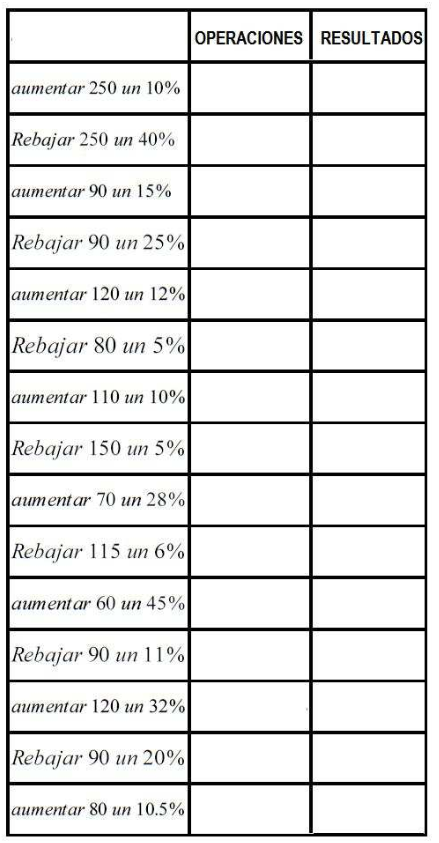 OPERACIONES RESULTADOS
aumentar 250 un 10%
Rebajar 250 un 40%
aumentar 90 un 15%
Rebajar 90 un 25%
aumentar 120 un 12%
Rebajar 80 un 5%
aumentar 110 un 10%
Rebajar 150 un 5%
aumentar 70 un 28%
Rebajar 115 un 6%
aumentar 60 un 45%
Rebajar 90 un 11%
aumentar 120 un 32%
Rebajar 90 un 20%
aumentar 80 un 10.5%